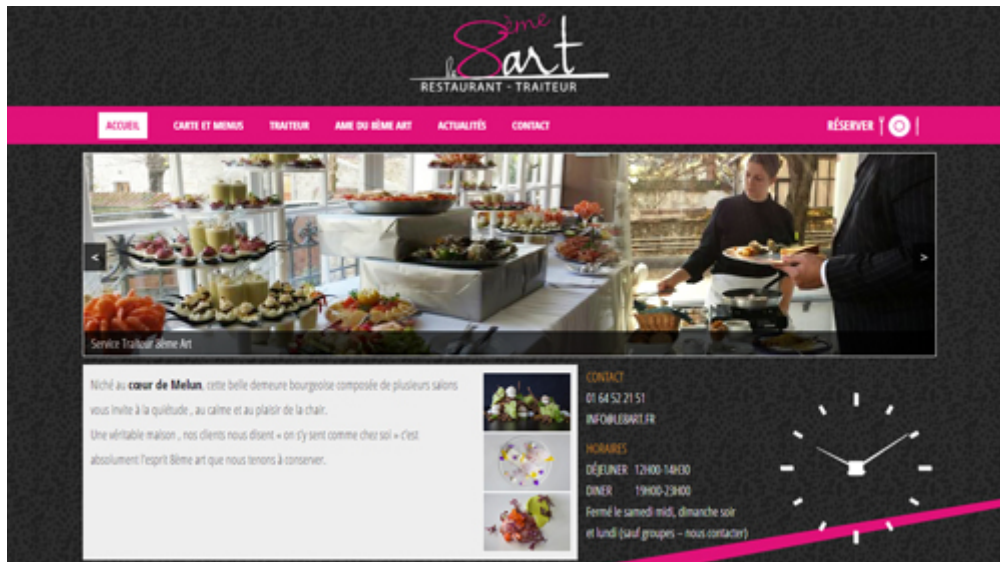 8ème
le 8art
RESTAURANT - TRAITEUR
ACCUEIL CARTE ET MENUS TRAITEUR AME DU 8ÈME ART ACTUALITÉS CONTACT RÉSERVER
< >
Service Traiteur 8ème Art
Niché au cœur de Melun, cette belle demeure bourgeoise composée de plusieurs salons
vous invite à la quiétude , au calme et au plaisir de la chair.
Une véritable maison , nos clients nous disent « on s'y sent comme chez soi » c'est
absolument l'esprit 8ème art que nous tenons à conserver.
CONTACT
01 64 52 21 51
INFO@LE8ART.FR
HORAIRES
DÉJEUNER 12H00-14H30
DINER 19H00-23H00
Fermé le samedi midi, dimanche soir
et lundi (sauf groupes – nous contacter)